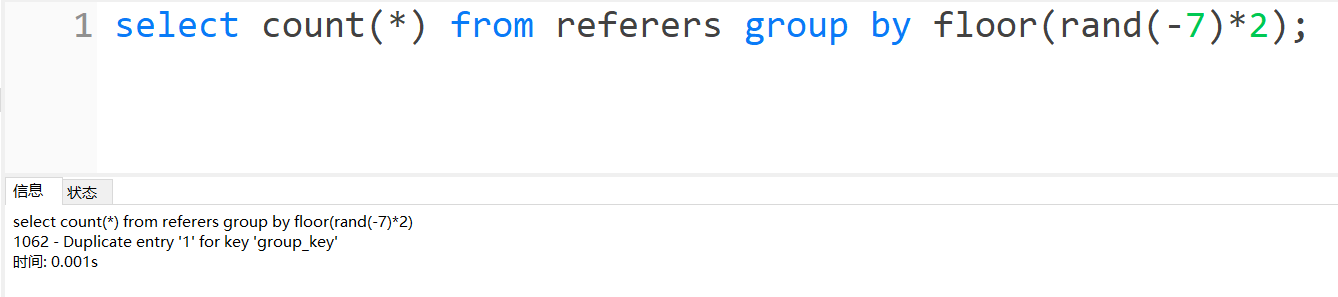 1 select count(*) from referers group by floor(rand(-7)*2);
信息 状态
select count(*) from referers group by floor(rand(-7)*2)
1062 - Duplicate entry '1' for key 'group_key'
时间: 0.001s